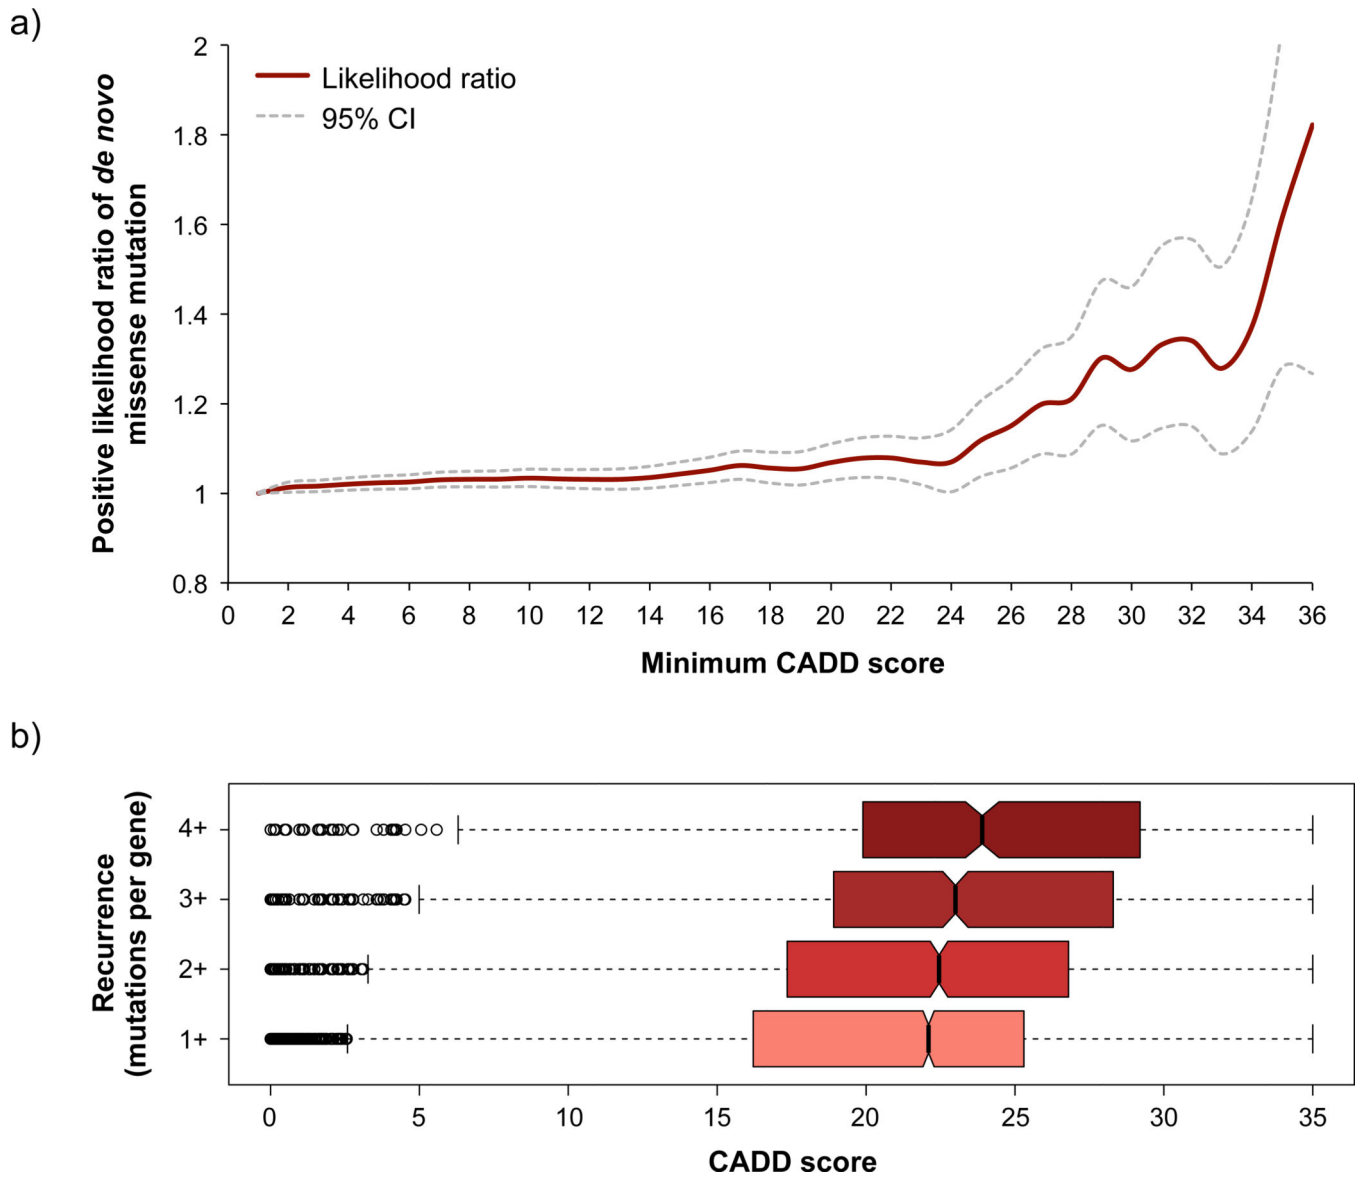 a)
Positive likelihood ratio of de novo
missense mutation
2
1.8
1.6
1.4
1.2
1
0.8
Likelihood ratio
95% CI
0 2 4 6 8 10 12 14 16 18 20 22 24 26 28 30 32 34 36
Minimum CADD score
b)
Recurrence
(mutations per gene)
4+
3+
2+
1+
0 5 10 15 20 25 30 35
CADD score